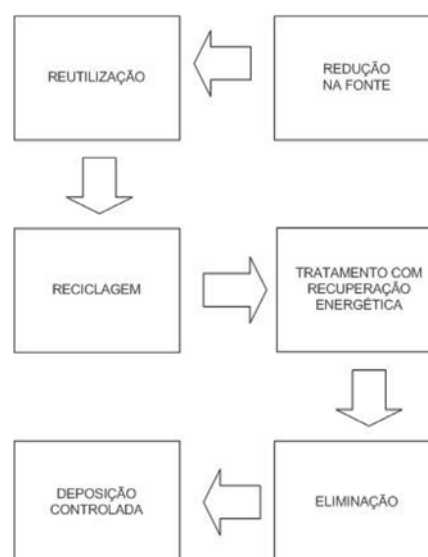 REUTILIZAÇÃO
REDUÇÃO
NA FONTE
RECICLAGEM
TRATAMENTO COM
RECUPERAÇÃO
ENERGÉTICA
DEPOSIÇÃO
CONTROLADA
ELIMINAÇÃO